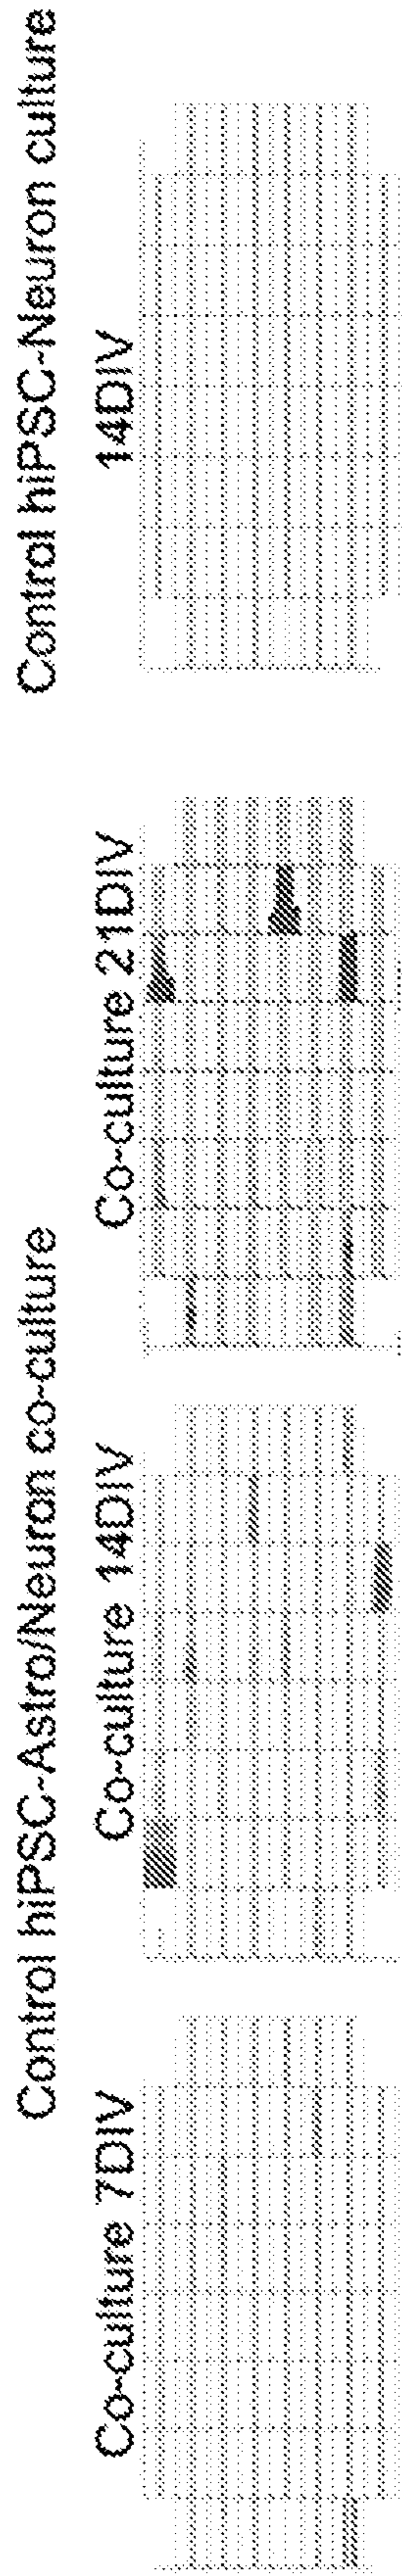 Control hiPSC-Astro/Neuron co-culture
Co-culture 7DIV
Co-culture 14DIV
Co-culture 21DIV
Control hiPSC-Neuron culture
14DIV